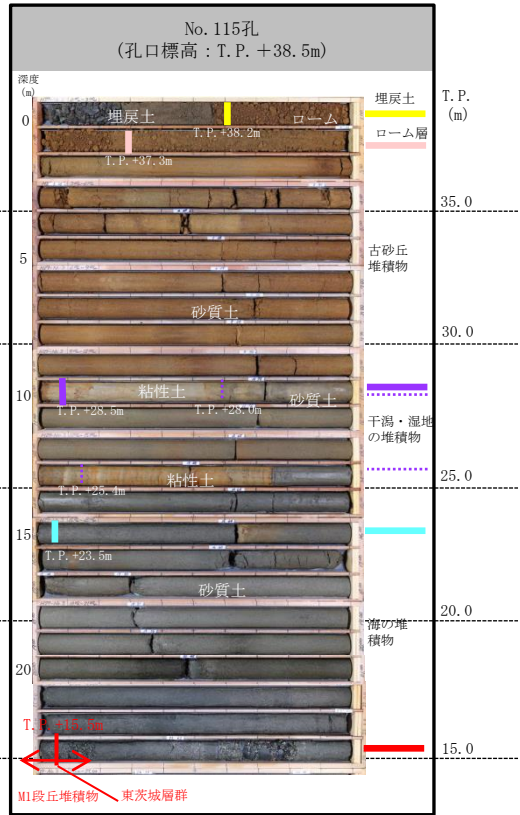 No.115孔
(孔口標高：T.P.＋38.5m)
深度
(m)
T.P.
(m)
埋戻土
0
埋戻土
ローム
T.P.+38.2m
ローム層
T.P.+37.3m
35.0
古砂丘
堆積物
5
砂質土
30.0
10
粘性土
砂質土
T.P.+28.5m
T.P.+28.0m
干潟・湿地
の堆積物
粘性土
25.0
T.P.+25.4m
15
T.P.+23.5m
砂質土
20.0
海の堆
積物
20
15.0
M1段丘堆積物
東茨城層群